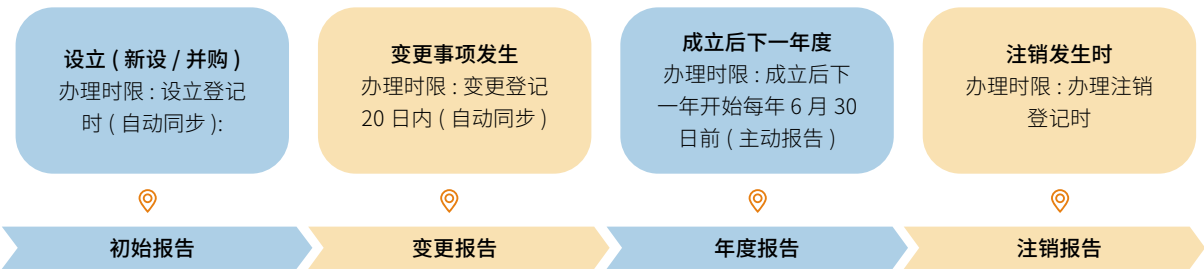 设立 ( 新设 / 并购 )
办理时限 : 设立登记
时 ( 自动同步 ):
变更事项发生
办理时限 : 变更登记
20 日内 ( 自动同步 )
成立后下一年度
办理时限 : 成立后下
一年开始每年 6 月 30
日前 ( 主动报告 )
注销发生时
办理时限 : 办理注销
登记时
初始报告
变更报告
年度报告
注销报告